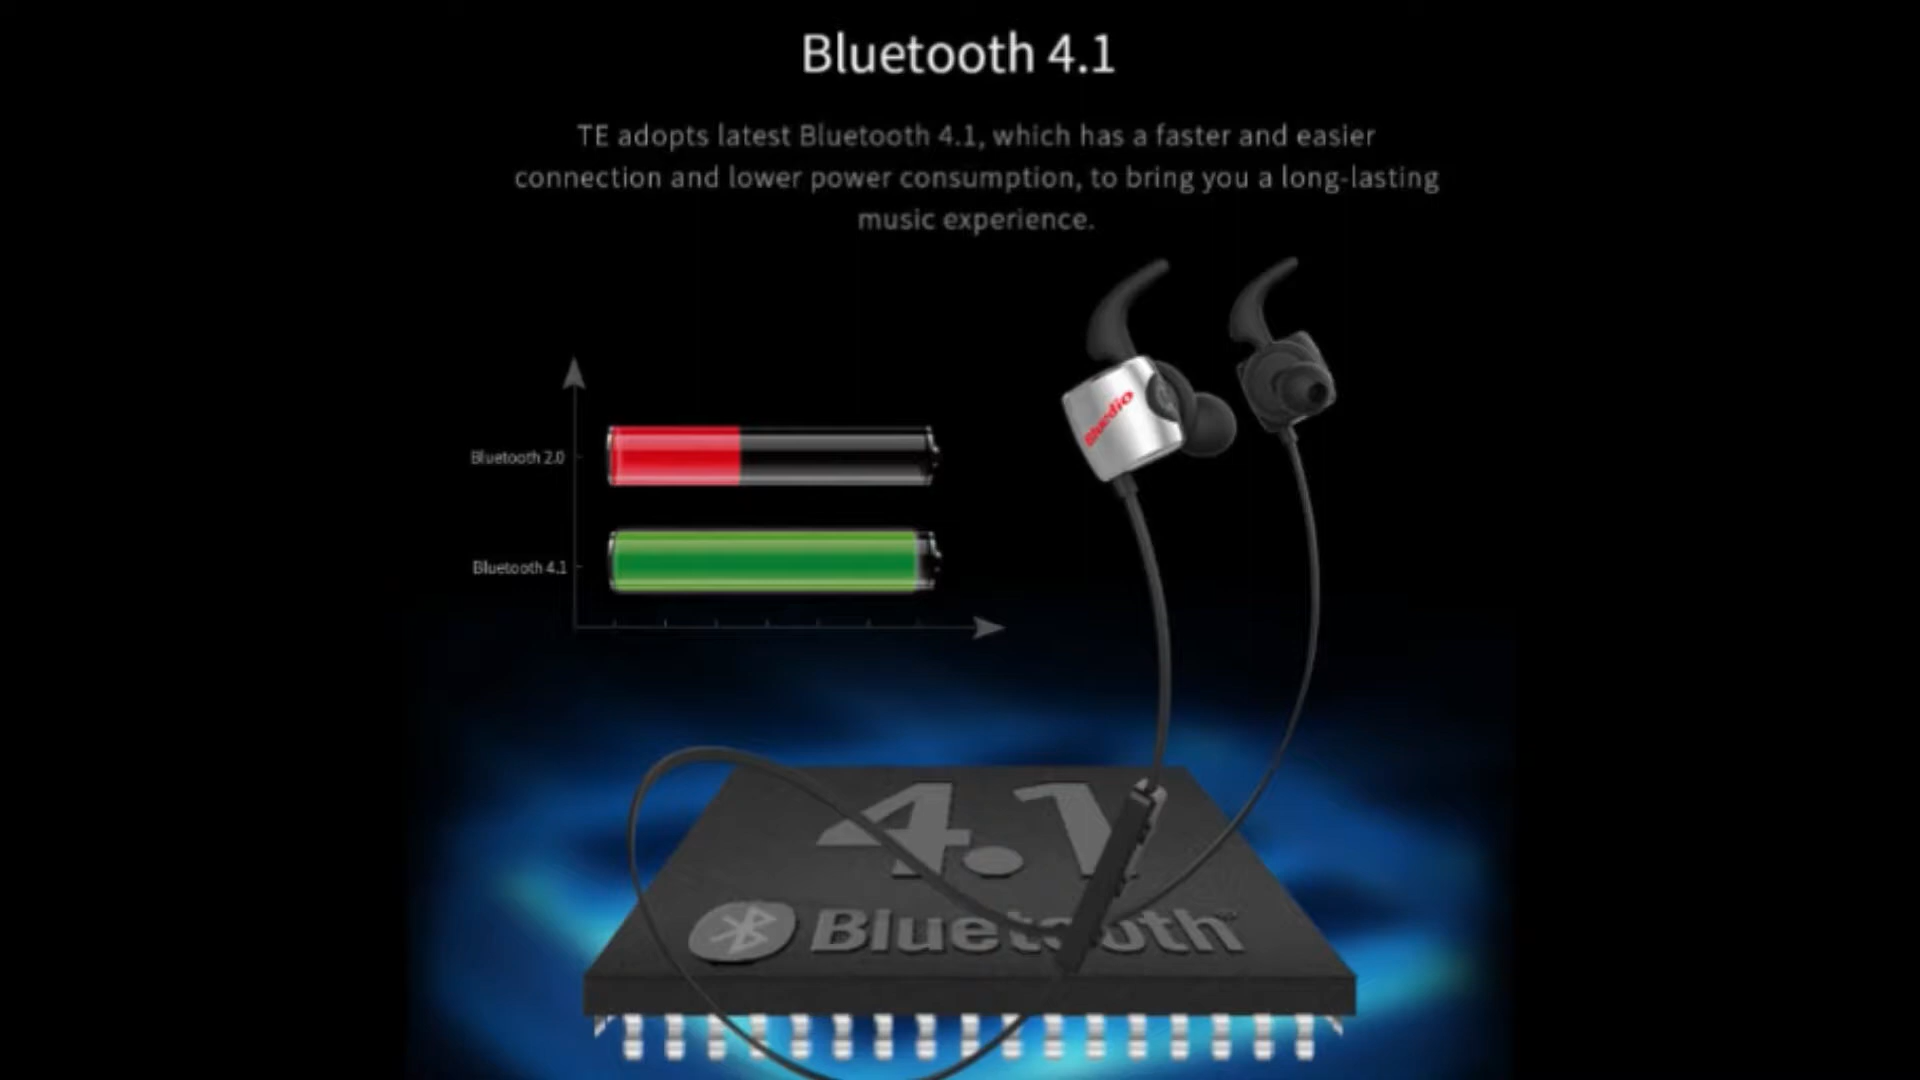 Bluetooth 4.1
TE adopts latest Bluetooth 4.1, which has a faster and easier
connection and lower power consumption, to bring you a long-lasting
music experience.
Bluedio
Bluetooth 2.0
Bluetooth 4.1
4.1
Bluetooth™